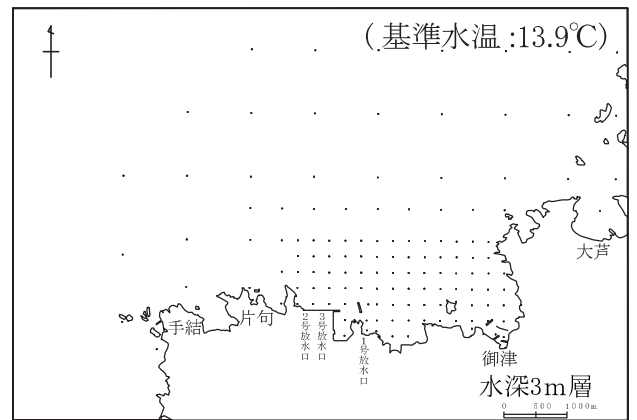 (基準水温:13.9℃)
大芦
手結
片句
2号放水口
3号放水口
1号放水口
御津
水深3m層
0 500 1000m